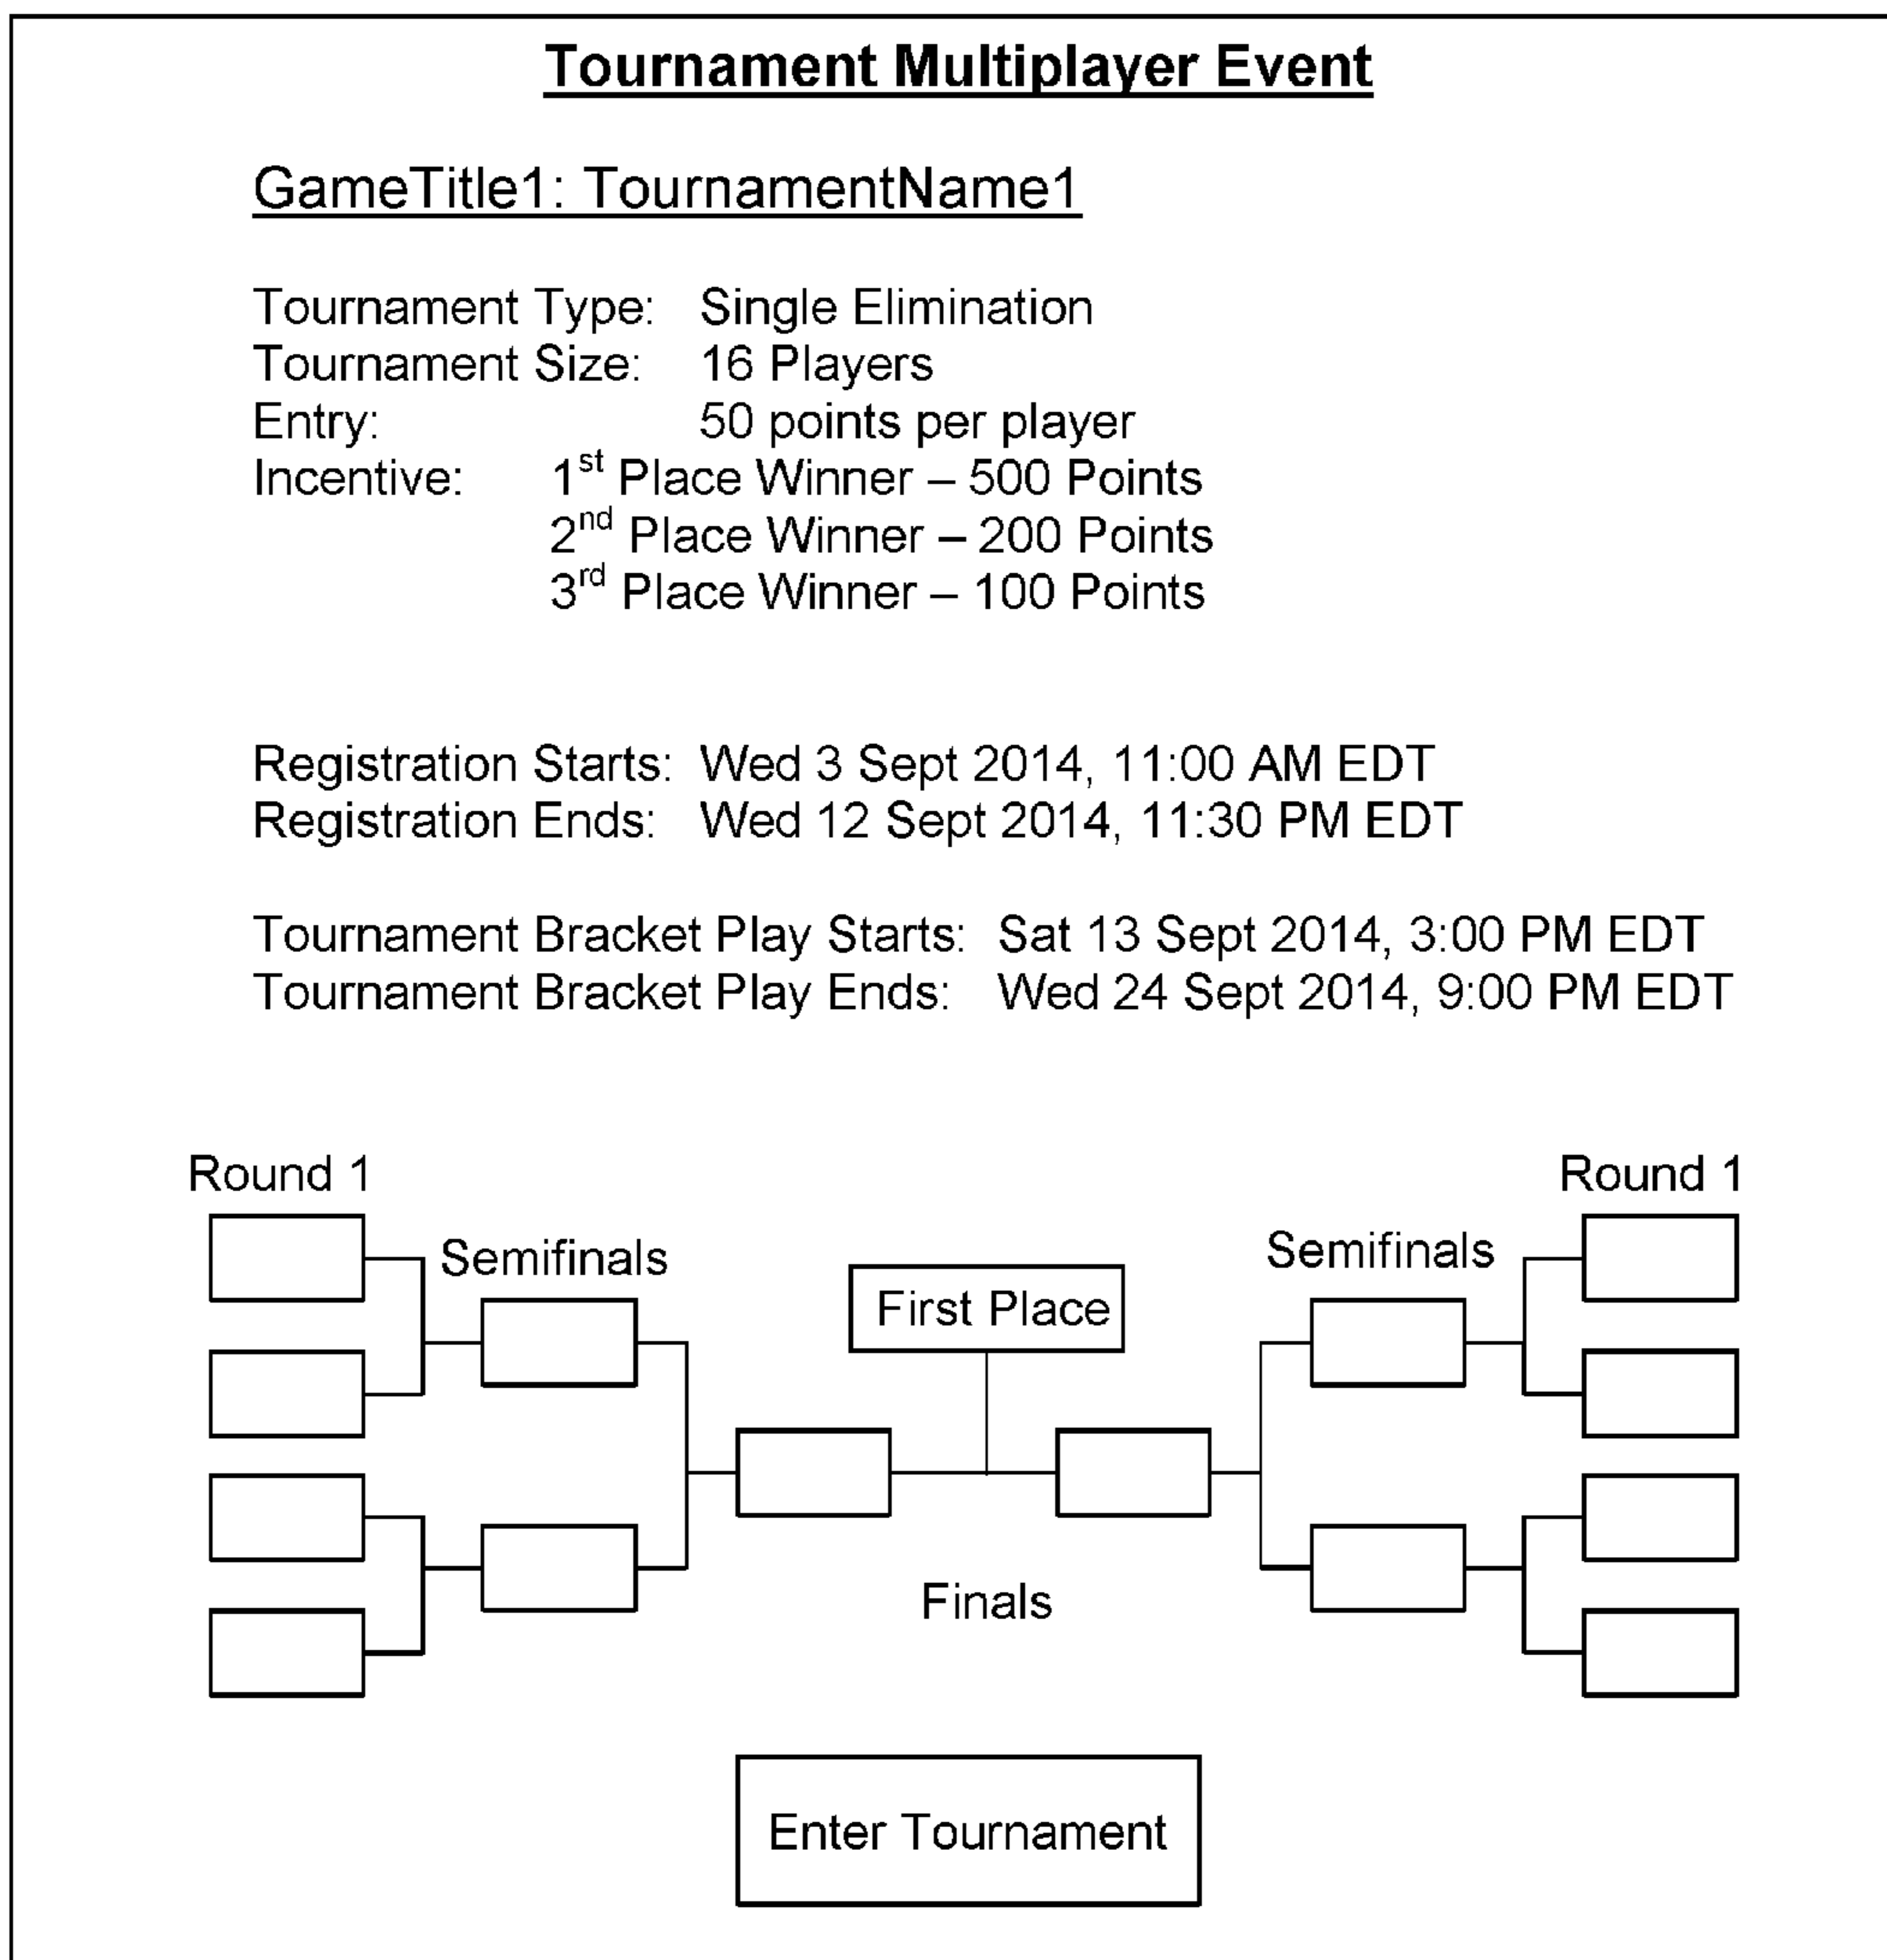 Tournament Multiplayer Event
GameTitle1: TournamentName1
Tournament Type: Single Elimination
Tournament Size: 16 Players
Entry: 50 points per player
Incentive: 1st Place Winner – 500 Points
2nd Place Winner – 200 Points
3rd Place Winner – 100 Points
Registration Starts: Wed 3 Sept 2014, 11:00 AM EDT
Registration Ends: Wed 12 Sept 2014, 11:30 PM EDT
Tournament Bracket Play Starts: Sat 13 Sept 2014, 3:00 PM EDT
Tournament Bracket Play Ends: Wed 24 Sept 2014, 9:00 PM EDT
Round 1
Round 1
Semifinals
Semifinals
First Place
Finals
Enter Tournament